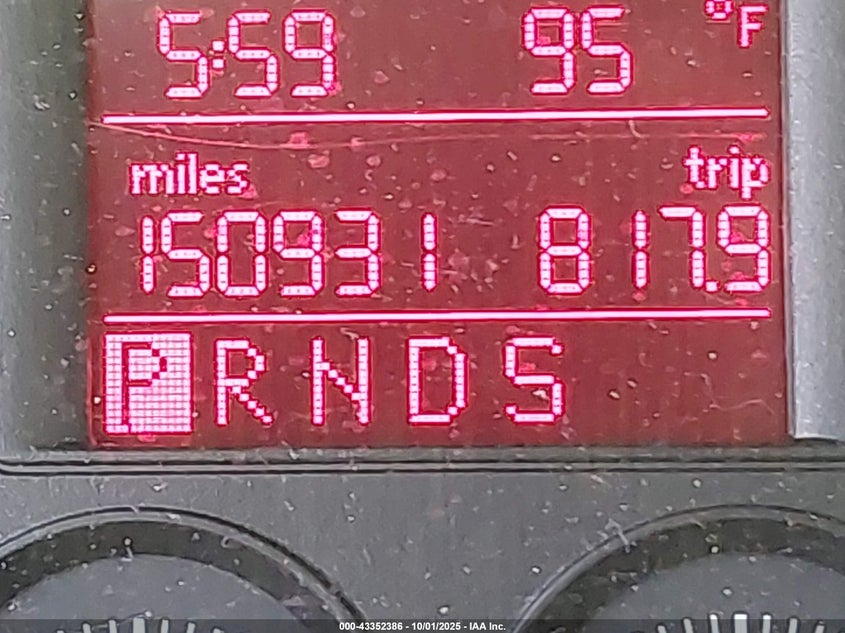 5:59 95 °F
miles trip
150931 817.9
P R N D S
000-43352386 - 10/01/2025 - IAA Inc.